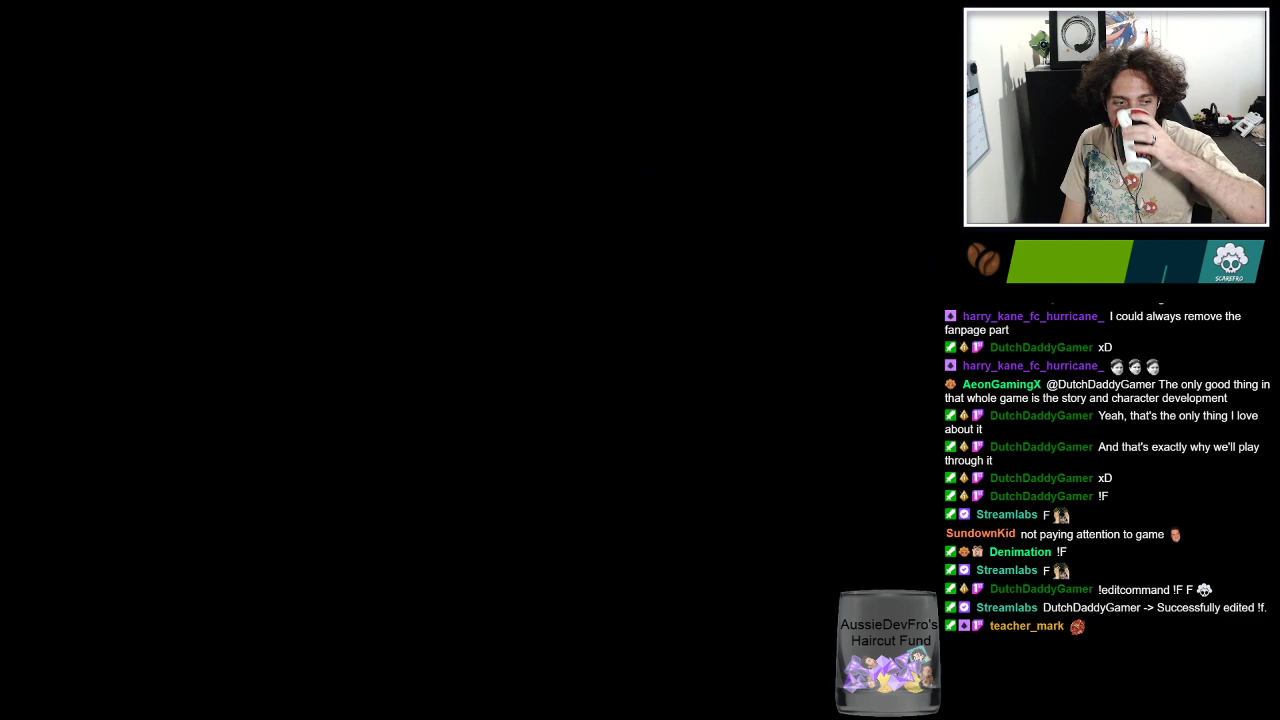 SCAREFRO
harry_kane_fc_hurricane_ I could always remove the
fanpage part
DutchDaddyGamer xD
harry_kane_fc_hurricane_
AeonGamingX @DutchDaddyGamer The only good thing in
that whole game is the story and character development
DutchDaddyGamer Yeah, that's the only thing I love
about it
DutchDaddyGamer And that's exactly why we'll play
through it
DutchDaddyGamer xD
DutchDaddyGamer !F
Streamlabs F
SundownKid not paying attention to game
Denimation !F
Streamlabs F
DutchDaddyGamer !editcommand !F F
Streamlabs DutchDaddyGamer -> Successfully edited !f.
teacher_mark
AussieDevFro's
Haircut Fund